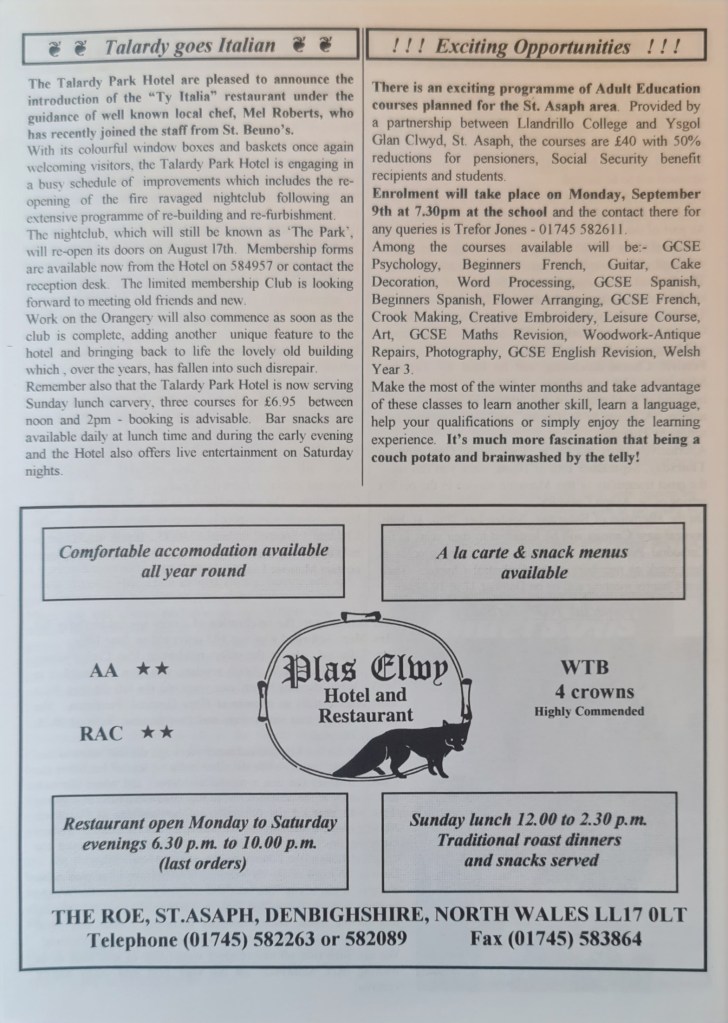 Talardy goes Italian
The Talardy Park Hotel are pleased to announce the
introduction of the “Ty Italia” restaurant under the
guidance of well known local chef, Mel Roberts, who
has recently joined the staff from St. Beuno’s.
With its colourful window boxes and baskets once again
welcoming visitors, the Talardy Park Hotel is engaging in
a busy schedule of improvements which includes the re-
opening of the fire ravaged nightclub following an
extensive programme of re-building and re-furbishment.
The nightclub, which will still be known as ‘The Park’,
will re-open its doors on August 17th. Membership forms
are available now from the Hotel on 584957 or contact the
reception desk. The limited membership Club is looking
forward to meeting old friends and new.
Work on the Orangery will also commence as soon as the
club is complete, adding another unique feature to the
hotel and bringing back to life the lovely old building
which , over the years, has fallen into such disrepair.
Remember also that the Talardy Park Hotel is now serving
Sunday lunch carvery, three courses for £6.95 between
noon and 2pm - booking is advisable. Bar snacks are
available daily at lunch time and during the early evening
and the Hotel also offers live entertainment on Saturday
nights.
! ! ! Exciting Opportunities ! ! !
There is an exciting programme of Adult Education
courses planned for the St. Asaph area. Provided by
a partnership between Llandrillo College and Ysgol
Glan Clwyd, St. Asaph, the courses are £40 with 50%
reductions for pensioners, Social Security benefit
recipients and students.
Enrolment will take place on Monday, September
9th at 7.30pm at the school and the contact there for
any queries is Trefor Jones - 01745 582611.
Among the courses available will be:- GCSE
Psychology, Beginners French, Guitar, Cake
Decoration, Word Processing, GCSE Spanish,
Beginners Spanish, Flower Arranging, GCSE French,
Crook Making, Creative Embroidery, Leisure Course,
Art, GCSE Maths Revision, Woodwork-Antique
Repairs, Photography, GCSE English Revision, Welsh
Year 3.
Make the most of the winter months and take advantage
of these classes to learn another skill, learn a language,
help your qualifications or simply enjoy the learning
experience. It’s much more fascination that being a
couch potato and brainwashed by the telly!
Comfortable accomodation available
all year round
A la carte & snack menus
available
AA ★★
RAC ★★
Plas Elwy
Hotel and
Restaurant
WTB
4 crowns
Highly Commended
Restaurant open Monday to Saturday
evenings 6.30 p.m. to 10.00 p.m.
(last orders)
Sunday lunch 12.00 to 2.30 p.m.
Traditional roast dinners
and snacks served
THE ROE, ST.ASAPH, DENBIGHSHIRE, NORTH WALES LL17 0LT
Telephone (01745) 582263 or 582089 Fax (01745) 583864